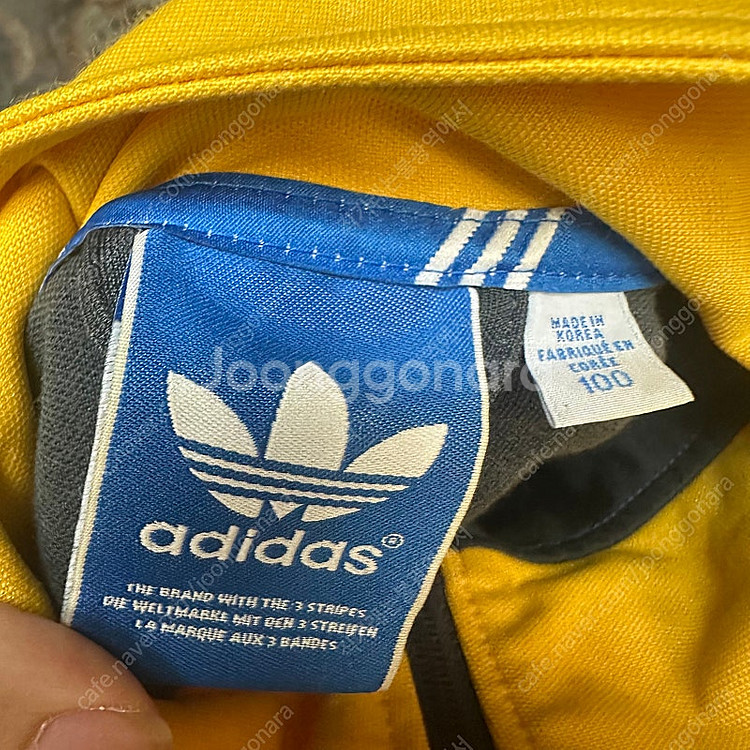 MADE IN
KOREA
FABRIQUÉ EN
CORÉE
100
Joonggonara
adidas®
THE BRAND WITH THE 3 STRIPES
DIE WELTMARKE MIT DEN 3 STREIFEN
LA MARQUE AUX 3 BANDES